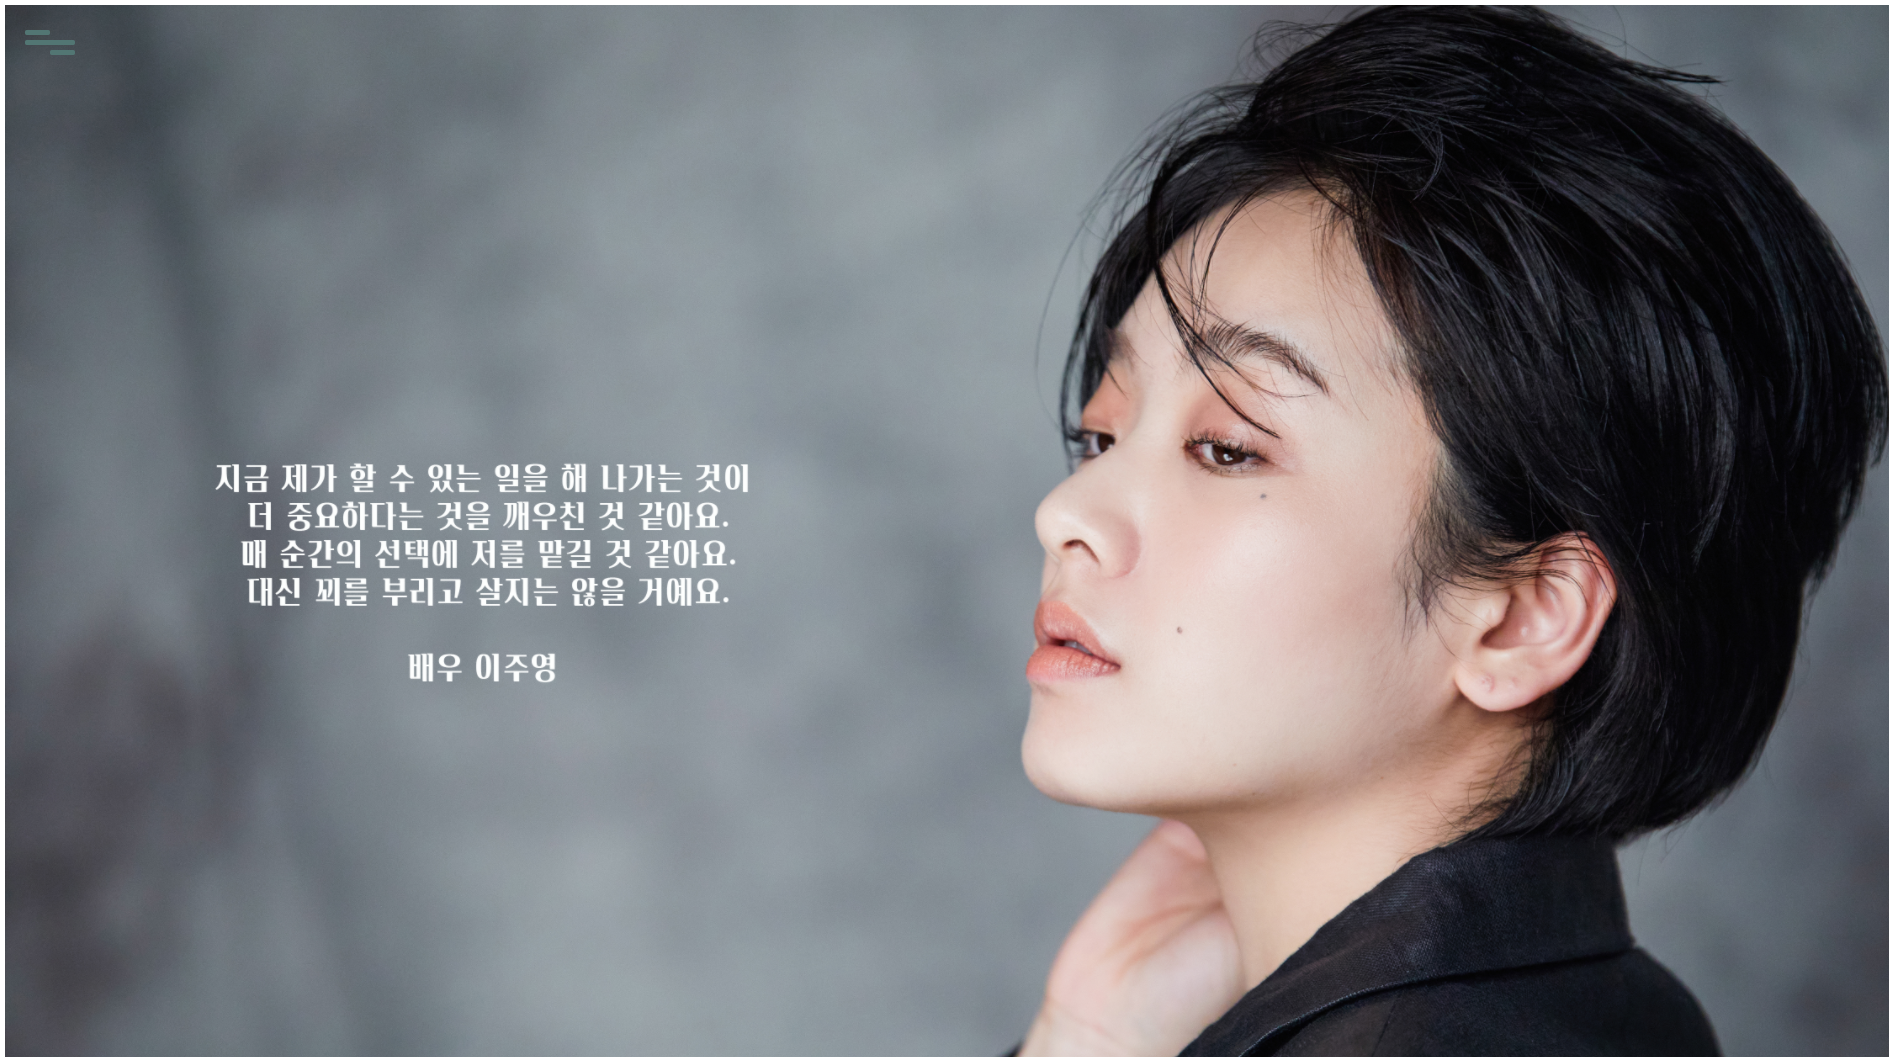 지금 제가 할 수 있는 일을 해 나가는 것이
더 중요하다는 것을 깨우친 것 같아요.
매 순간의 선택에 저를 맡길 것 같아요.
대신 꾀를 부리고 살지는 않을 거예요.
배우 이주영